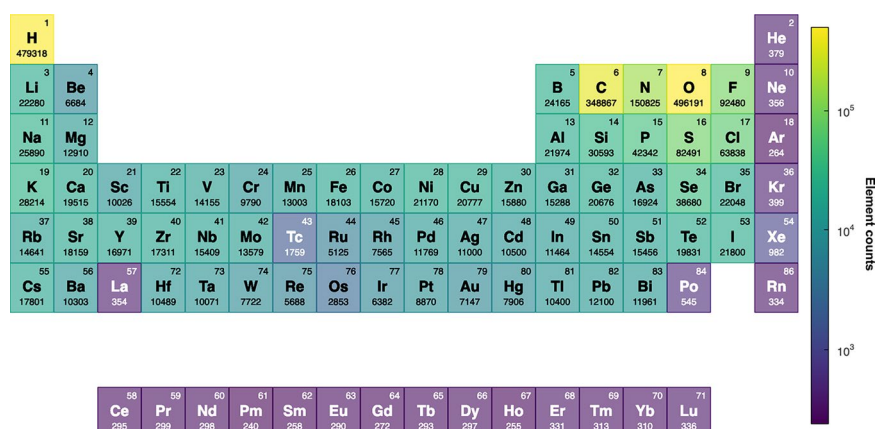 1 2
H He
479318 379
3 4 5 6 7 8 9 10
Li Be B C N O F Ne
22280 6684 24165 348867 150825 496191 92480 356
11 12 13 14 15 16 17 18
Na Mg Al Si P S Cl Ar
25890 12910 21974 30593 42342 82491 63838 264
19 20 21 22 23 24 25 26 27 28 29 30 31 32 33 34 35 36
K Ca Sc Ti V Cr Mn Fe Co Ni Cu Zn Ga Ge As Se Br Kr
28214 19515 10026 15554 14155 9790 13003 18103 15720 21170 20777 15880 15288 20676 16924 38680 22048 399
37 38 39 40 41 42 43 44 45 46 47 48 49 50 51 52 53 54
Rb Sr Y Zr Nb Mo Tc Ru Rh Pd Ag Cd In Sn Sb Te I Xe
14641 18159 16971 17311 15409 13579 1759 5125 7565 11769 11000 10500 11464 14554 15456 19831 21800 982
55 56 57 72 73 74 75 76 77 78 79 80 81 82 83 84 86
Cs Ba La Hf Ta W Re Os Ir Pt Au Hg Tl Pb Bi Po Rn
17801 10303 354 10489 10071 7722 5688 2853 6382 8870 7147 7906 10400 12100 11961 545 334
58 59 60 61 62 63 64 65 66 67 68 69 70 71
Ce Pr Nd Pm Sm Eu Gd Tb Dy Ho Er Tm Yb Lu
295 299 298 240 258 290 272 293 297 255 331 313 310 336
10⁵
10⁴
10³
Element counts